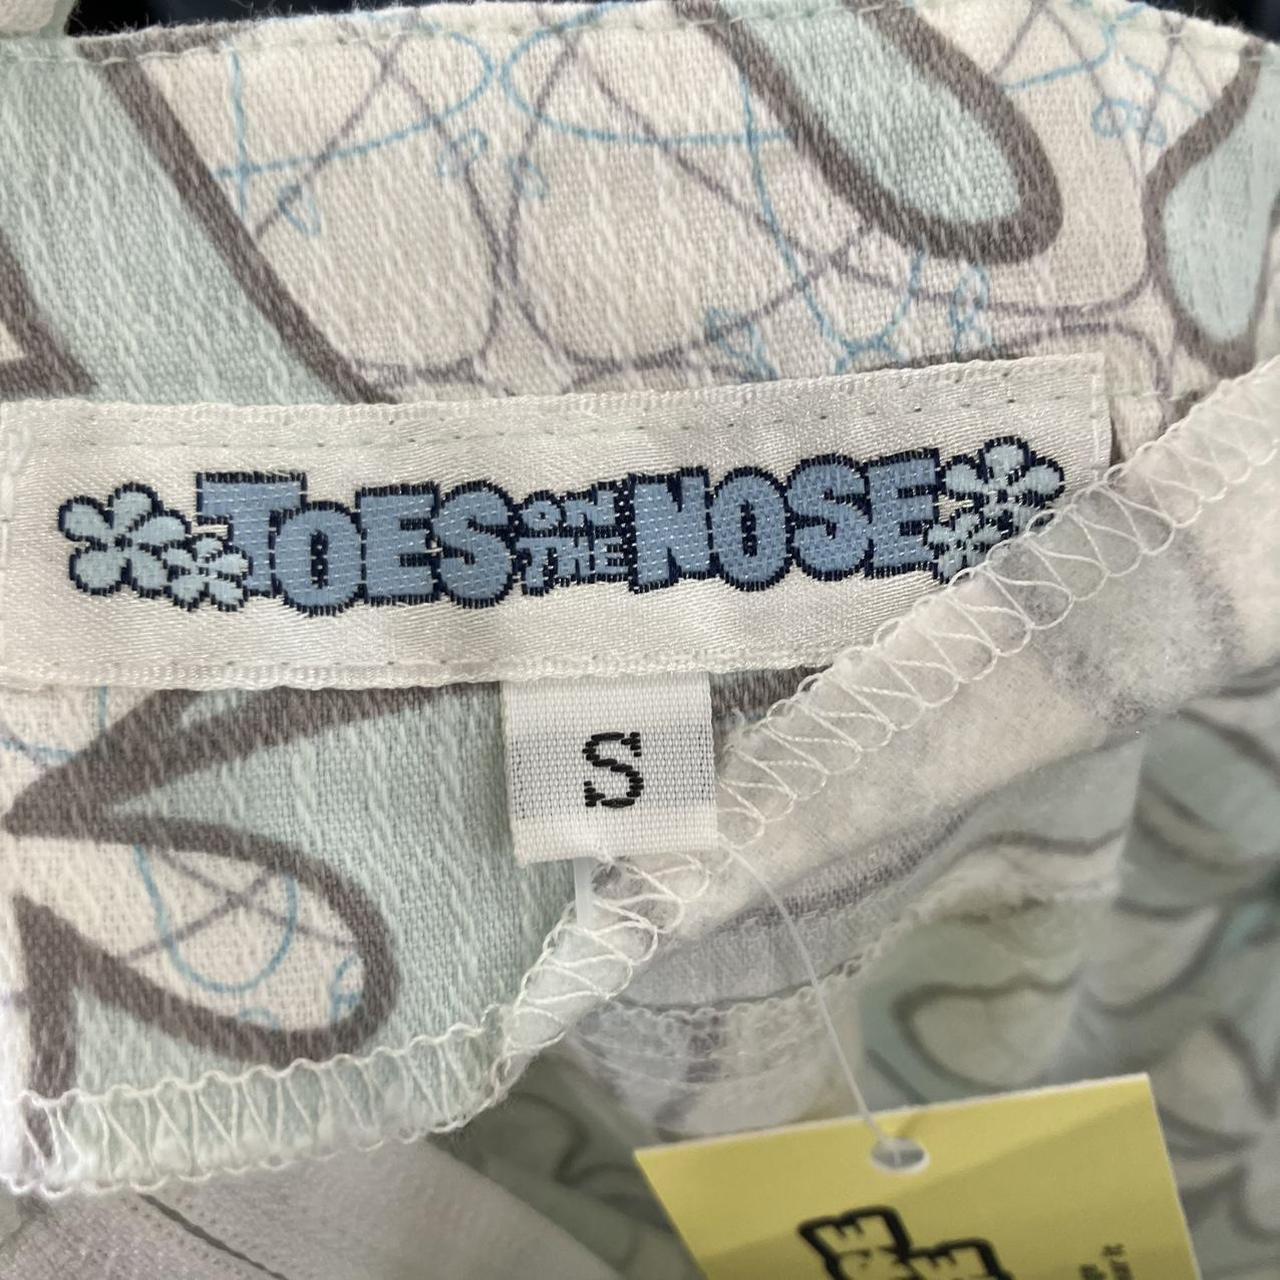 TOES ON THE NOSE
S